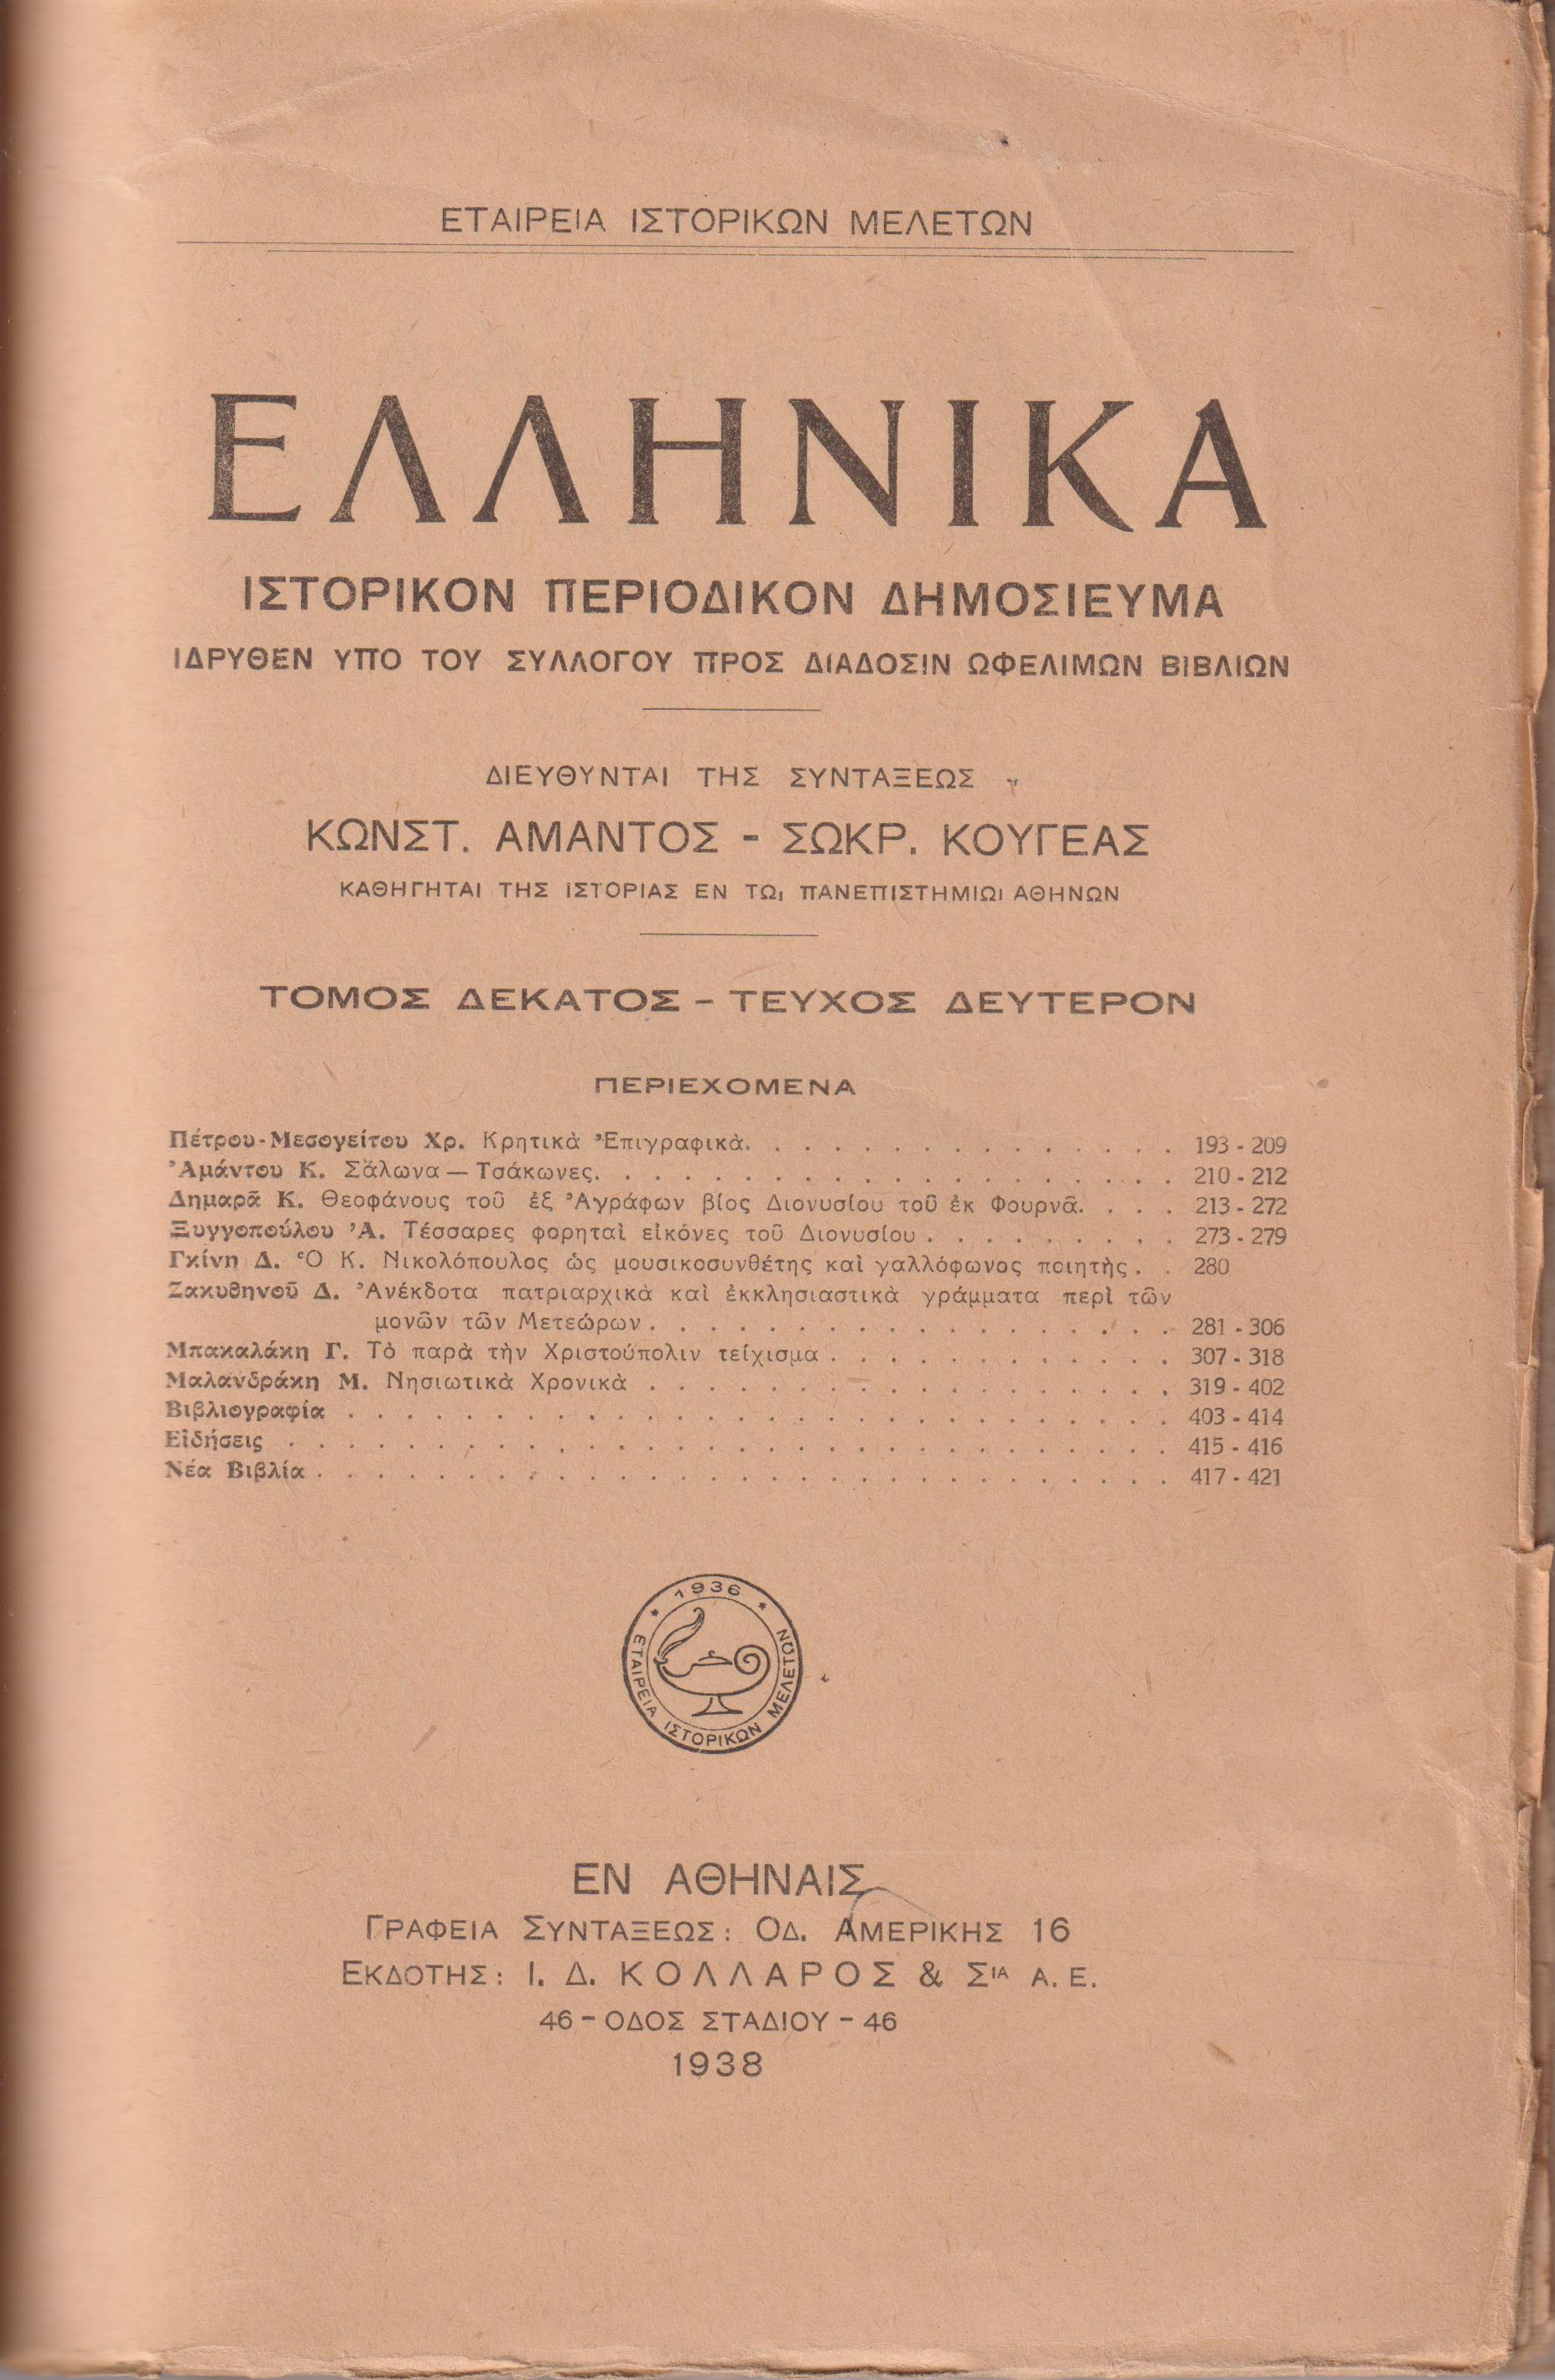 ΕΤΑΙΡΕΙΑ ΙΣΤΟΡΙΚΩΝ ΜΕΛΕΤΩΝ
ΕΛΛΗΝΙΚΑ
ΙΣΤΟΡΙΚΟΝ ΠΕΡΙΟΔΙΚΟΝ ΔΗΜΟΣΙΕΥΜΑ
ΙΔΡΥΘΕΝ ΥΠΟ ΤΟΥ ΣΥΛΛΟΓΟΥ ΠΡΟΣ ΔΙΑΔΟΣΙΝ ΩΦΕΛΙΜΩΝ ΒΙΒΛΙΩΝ
ΔΙΕΥΘΥΝΤΑΙ ΤΗΣ ΣΥΝΤΑΞΕΩΣ
ΚΩΝΣΤ. ΑΜΑΝΤΟΣ - ΣΩΚΡ. ΚΟΥΓΕΑΣ
ΚΑΘΗΓΗΤΑΙ ΤΗΣ ΙΣΤΟΡΙΑΣ ΕΝ ΤΩι ΠΑΝΕΠΙΣΤΗΜΙΩι ΑΘΗΝΩΝ
ΤΟΜΟΣ ΔΕΚΑΤΟΣ - ΤΕΥΧΟΣ ΔΕΥΤΕΡΟΝ
ΠΕΡΙΕΧΟΜΕΝΑ
Πέτρου-Μεσογείτου Χρ. Κρητικὰ Ἐπιγραφικὰ. . . . . . . . . . . . . . . 193 - 209
Ἀμάντου Κ. Σάλωνα — Τσάκωνες. . . . . . . . . . . . . . . . . . . . 210 - 212
Δημαρᾶ Κ. Θεοφάνους τοῦ ἐξ Ἀγράφων βίος Διονυσίου τοῦ ἐκ Φουρνᾶ. . . . 213 - 272
Ξυγγοπούλου Ἀ. Τέσσαρες φορηταὶ εἰκόνες τοῦ Διονυσίου . . . . . . . . . 273 - 279
Γκίνη Δ. Ὁ Κ. Νικολόπουλος ὡς μουσικοσυνθέτης καὶ γαλλόφωνος ποιητὴς . . 280
Ζακυθηνοῦ Δ. Ἀνέκδοτα πατριαρχικὰ καὶ ἐκκλησιαστικὰ γράμματα περὶ τῶν
μονῶν τῶν Μετεώρων . . . . . . . . . . . . . . . . . . 281 - 306
Μπακαλάκη Γ. Τὸ παρὰ τὴν Χριστούπολιν τείχισμα . . . . . . . . . . . . 307 - 318
Μαλανδράκη Μ. Νησιωτικὰ Χρονικὰ . . . . . . . . . . . . . . . . . . 319 - 402
Βιβλιογραφία . . . . . . . . . . . . . . . . . . . . . . . . . . . . 403 - 414
Εἰδήσεις . . . . . . . . . . . . . . . . . . . . . . . . . . . . . . 415 - 416
Νέα Βιβλία . . . . . . . . . . . . . . . . . . . . . . . . . . . . . 417 - 421
* 1936 *
ΕΤΑΙΡΕΙΑ ΙΣΤΟΡΙΚΩΝ ΜΕΛΕΤΩΝ
ΕΝ ΑΘΗΝΑΙΣ
ΓΡΑΦΕΙΑ ΣΥΝΤΑΞΕΩΣ: ΟΔ. ΑΜΕΡΙΚΗΣ 16
ΕΚΔΟΤΗΣ: Ι. Δ. ΚΟΛΛΑΡΟΣ & ΣΙΑ Α. Ε.
46 - ΟΔΟΣ ΣΤΑΔΙΟΥ - 46
1938